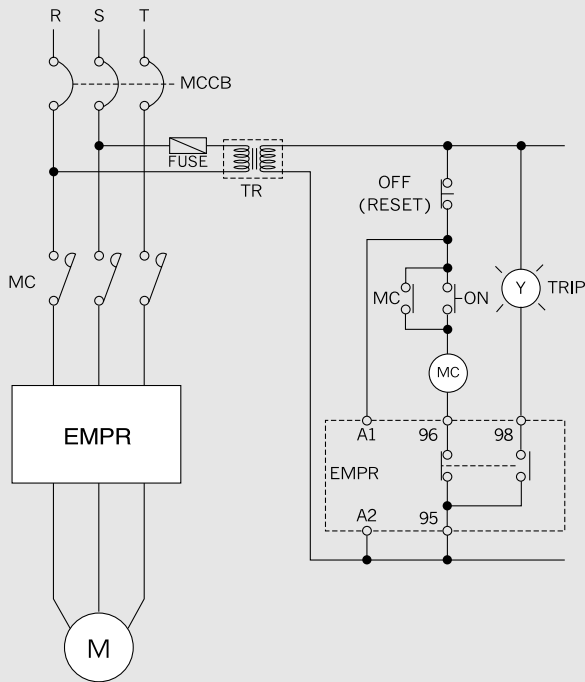 R S T
MCCB
FUSE
TR
OFF
(RESET)
MC
MC
ON
Y
TRIP
MC
EMPR
A1
96
98
EMPR
A2
95
M